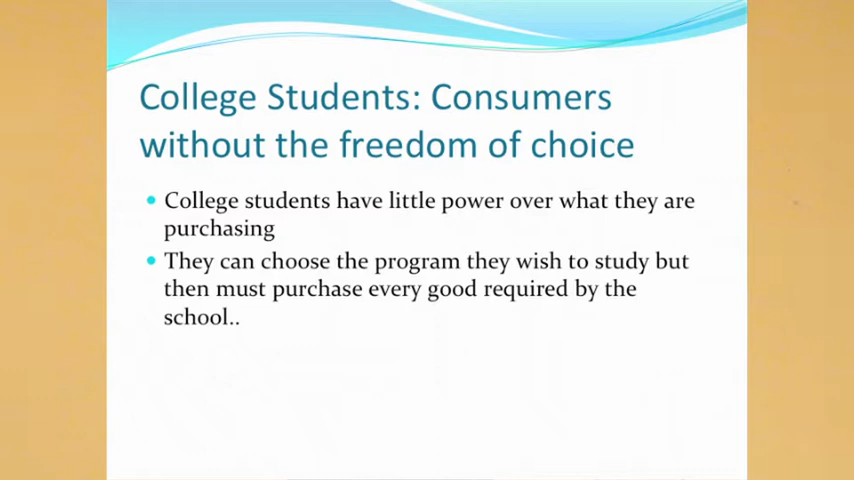 College Students: Consumers
without the freedom of choice
• College students have little power over what they are
purchasing
• They can choose the program they wish to study but
then must purchase every good required by the
school..